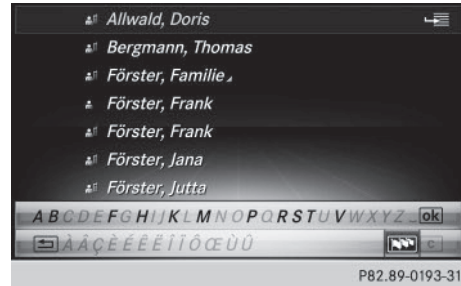 Allwald, Doris
Bergmann, Thomas
Förster, Familie
Förster, Frank
Förster, Frank
Förster, Jana
Förster, Jutta
ABCDEFGHIJKLMNOPQRSTUVWXYZ_ ok
ÀÂÇÈÉÊËÎÏÔŒÙÛ c
P82.89-0193-31